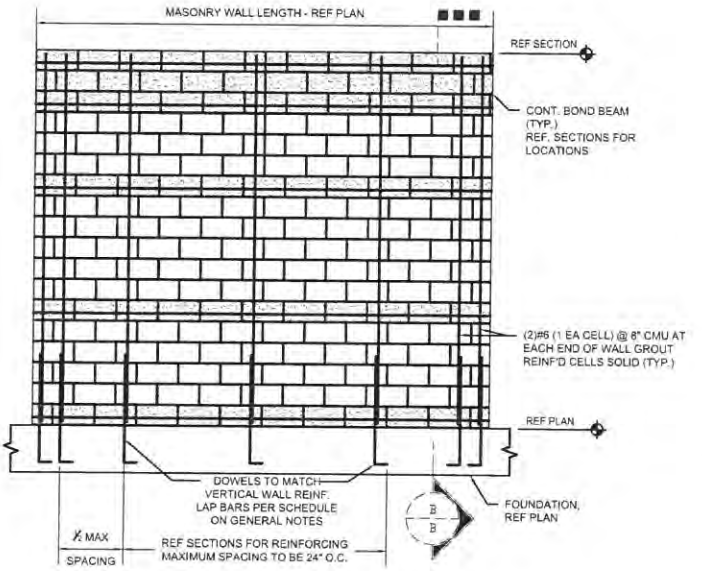 MASONRY WALL LENGTH - REF PLAN
REF SECTION
CONT. BOND BEAM
(TYP.)
REF. SECTIONS FOR
LOCATIONS
(2)#6 (1 EA CELL) @ 8" CMU AT
EACH END OF WALL GROUT
REINF'D CELLS SOLID (TYP.)
REF PLAN
DOWELS TO MATCH
VERTICAL WALL REINF.
LAP BARS PER SCHEDULE
ON GENERAL NOTES
B
B
FOUNDATION,
REF PLAN
½ MAX
SPACING
REF SECTIONS FOR REINFORCING
MAXIMUM SPACING TO BE 24" O.C.